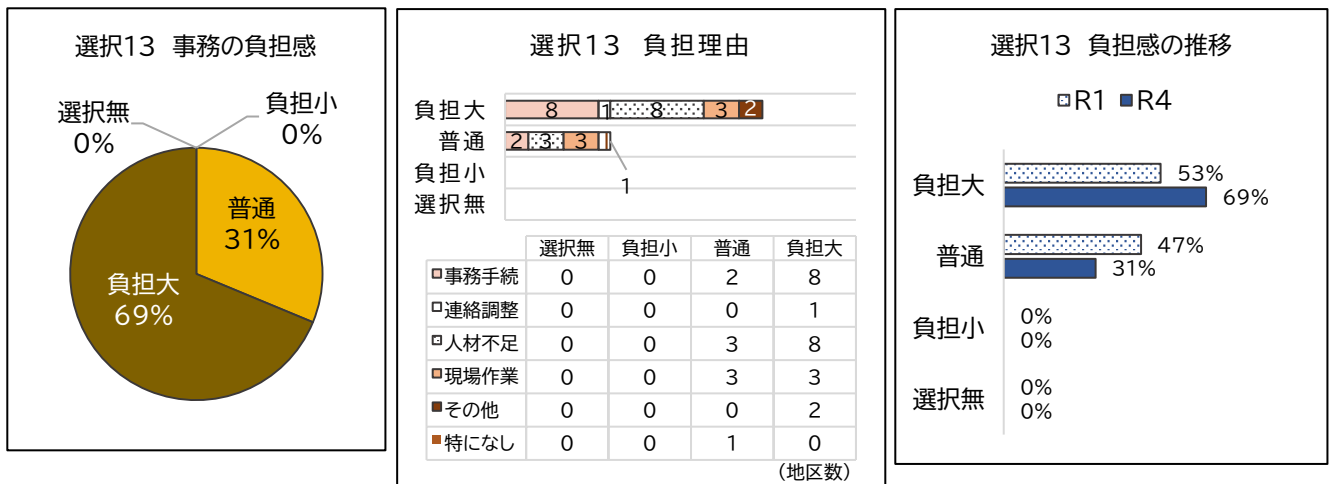 選択13 事務の負担感
選択無
0%
負担小
0%
普通
31%
負担大
69%
選択13 負担理由
負担大 8 1 8 3 2
普通 2 3 3
1
負担小
選択無
選択無 負担小 普通 負担大
事務手続 0 0 2 8
連絡調整 0 0 0 1
人材不足 0 0 3 8
現場作業 0 0 3 3
その他 0 0 0 2
特になし 0 0 1 0
(地区数)
選択13 負担感の推移
R1 R4
負担大 53%
69%
普通 47%
31%
負担小 0%
0%
選択無 0%
0%